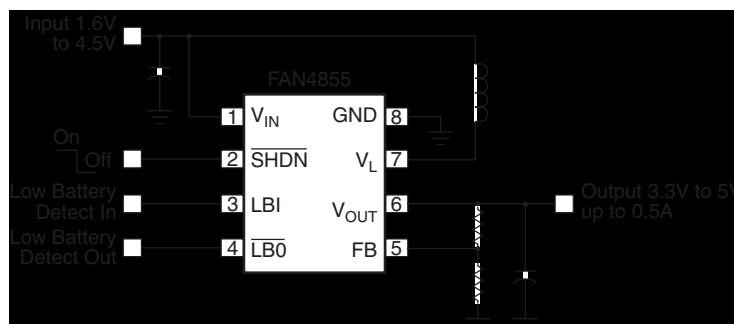 Input 1.6V
to 4.5V
FAN4855
1 VIN GND 8
On
Off
2 SHDN VL 7
Low Battery
Detect In
3 LBI VOUT 6
Output 3.3V to 5V
up to 0.5A
Low Battery
Detect Out
4 LB0 FB 5